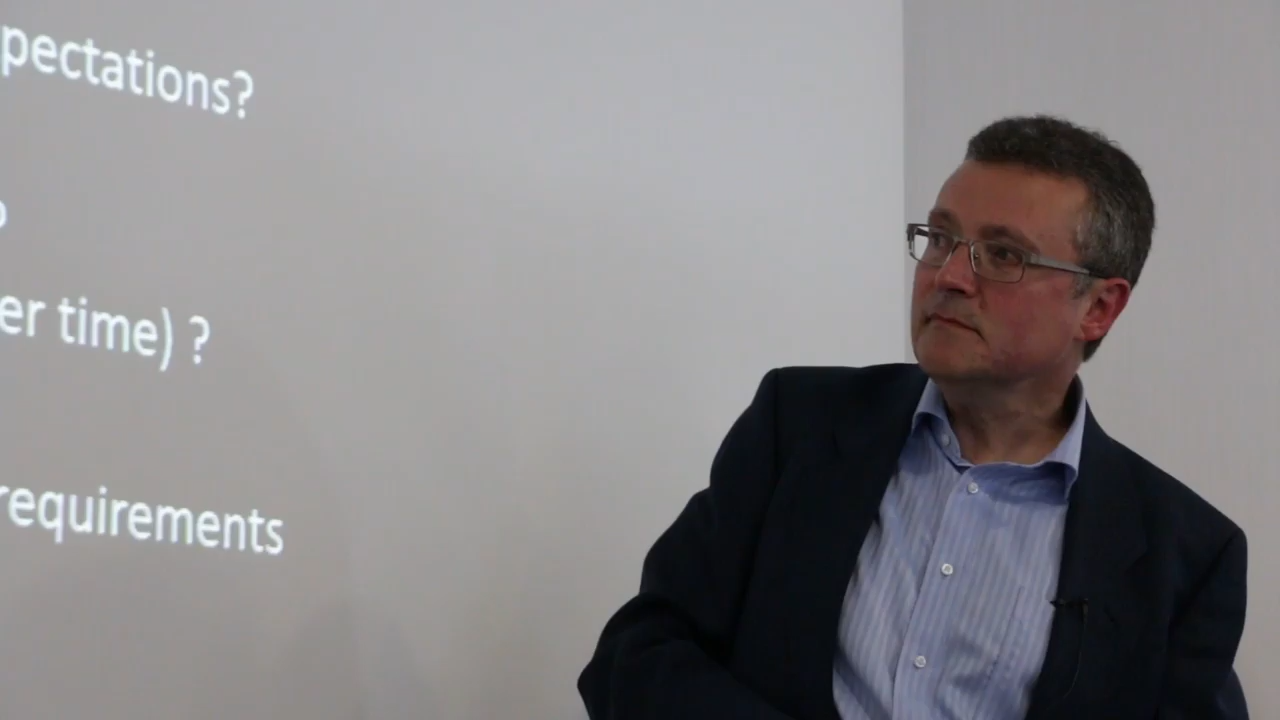 pectations?
er time) ?
requirements